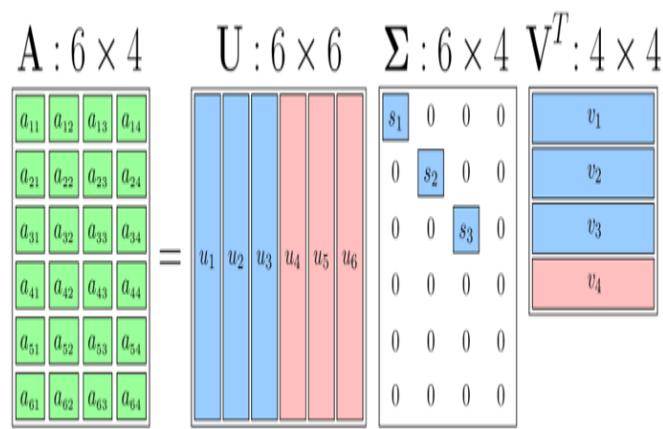 A : 6 × 4 U : 6 × 6 Σ : 6 × 4 Vᵀ : 4 × 4
a₁₁ a₁₂ a₁₃ a₁₄
a₂₁ a₂₂ a₂₃ a₂₄
a₃₁ a₃₂ a₃₃ a₃₄
a₄₁ a₄₂ a₄₃ a₄₄
a₅₁ a₅₂ a₅₃ a₅₄
a₆₁ a₆₂ a₆₃ a₆₄
=
u₁ u₂ u₃ u₄ u₅ u₆
s₁ 0 0 0
0 s₂ 0 0
0 0 s₃ 0
0 0 0 0
0 0 0 0
0 0 0 0
v₁
v₂
v₃
v₄